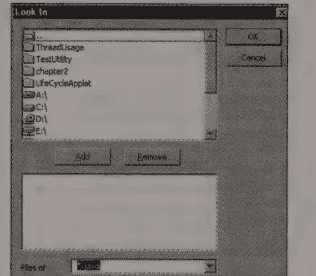 Look In
OK
..
ThreadUsage
TestUtility
Cancel
chapter2
LifeCycleApplet
A:\
C:\
D:\
E:\
Add
Remove
Files of